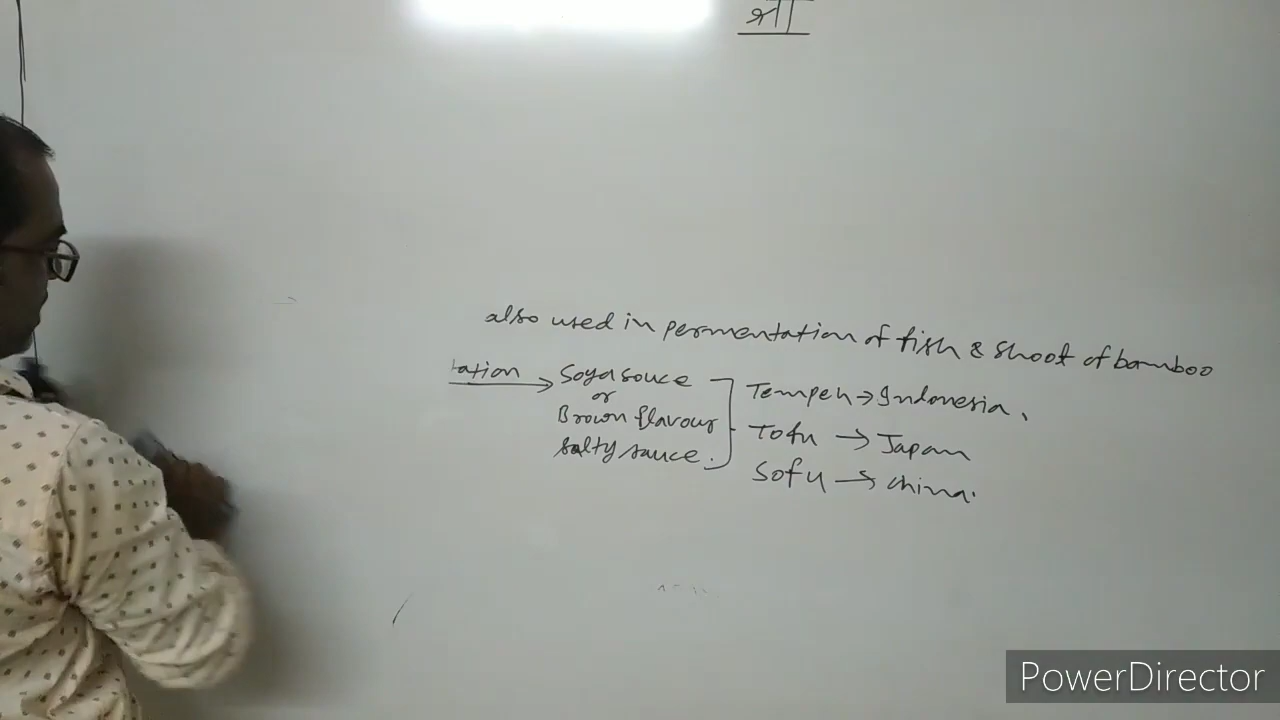 श्री
also used in permentation of fish & shoot of bamboo
tation → Soya souce
or
Brown flavour
salty sauce.
Tempeh → Indonesia,
Tofu → Japan
Sofu → china.
PowerDirector